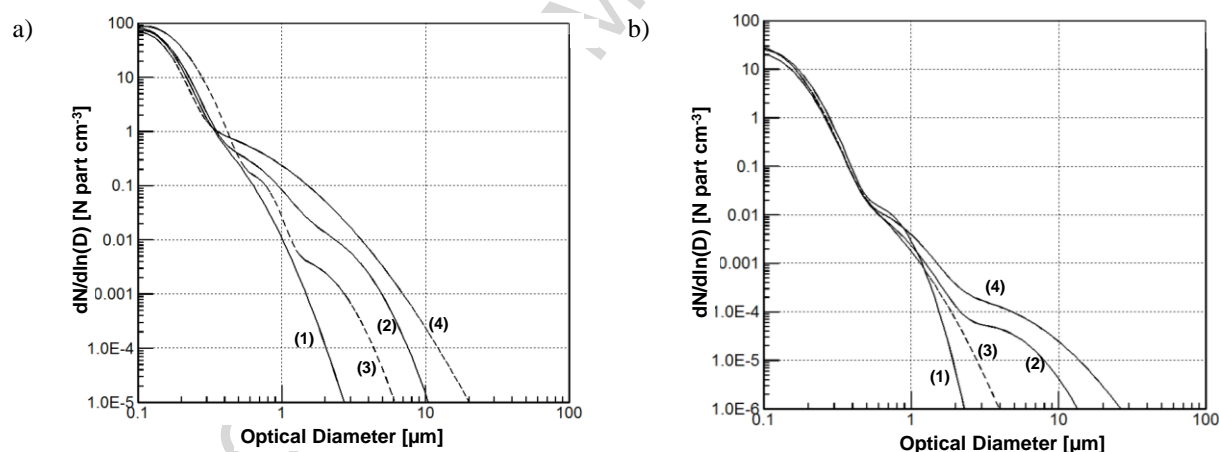 a)
100
10
1
0.1
0.01
0.001
1.0E-4
1.0E-5
dN/dln(D) [N part cm-3]
(1)
(2)
(3)
(4)
0.1
1
10
100
Optical Diameter [µm]
b)
100
10
1
0.1
0.01
0.001
1.0E-4
1.0E-5
1.0E-6
dN/dln(D) [N part cm-3]
(4)
(3)
(2)
(1)
0.1
1
10
100
Optical Diameter [µm]